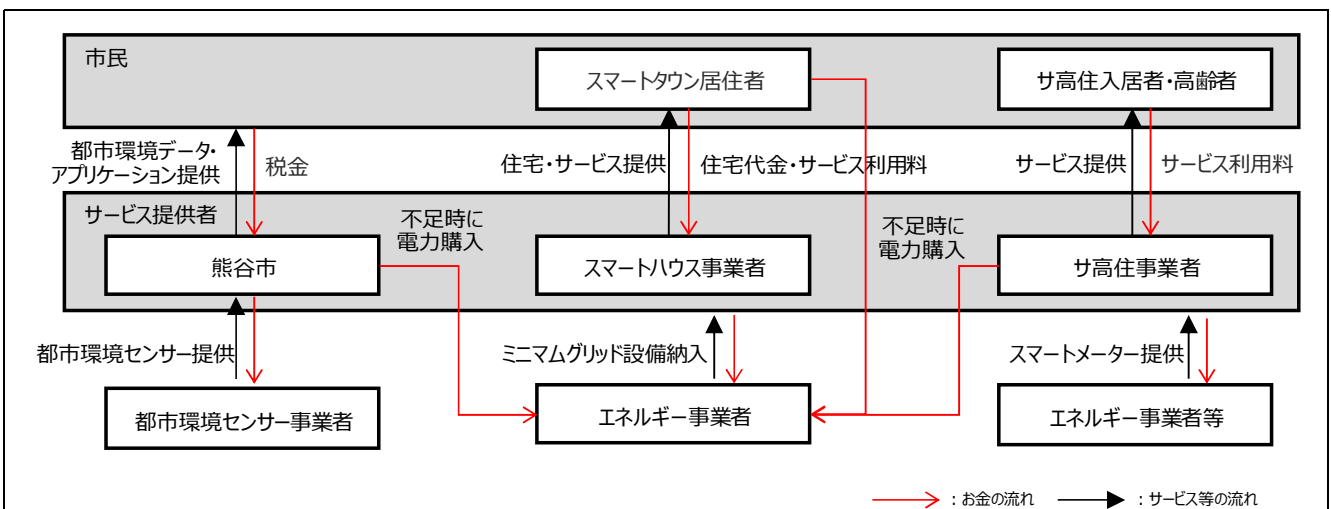 市民
スマートタウン居住者
サ高住入居者・高齢者
都市環境データ・
アプリケーション提供
税金
住宅・サービス提供
住宅代金・サービス利用料
サービス提供
サービス利用料
サービス提供者
不足時に
電力購入
不足時に
電力購入
熊谷市
スマートハウス事業者
サ高住事業者
都市環境センサー提供
ミニマムグリッド設備納入
スマートメーター提供
都市環境センサー事業者
エネルギー事業者
エネルギー事業者等
：お金の流れ
：サービス等の流れ